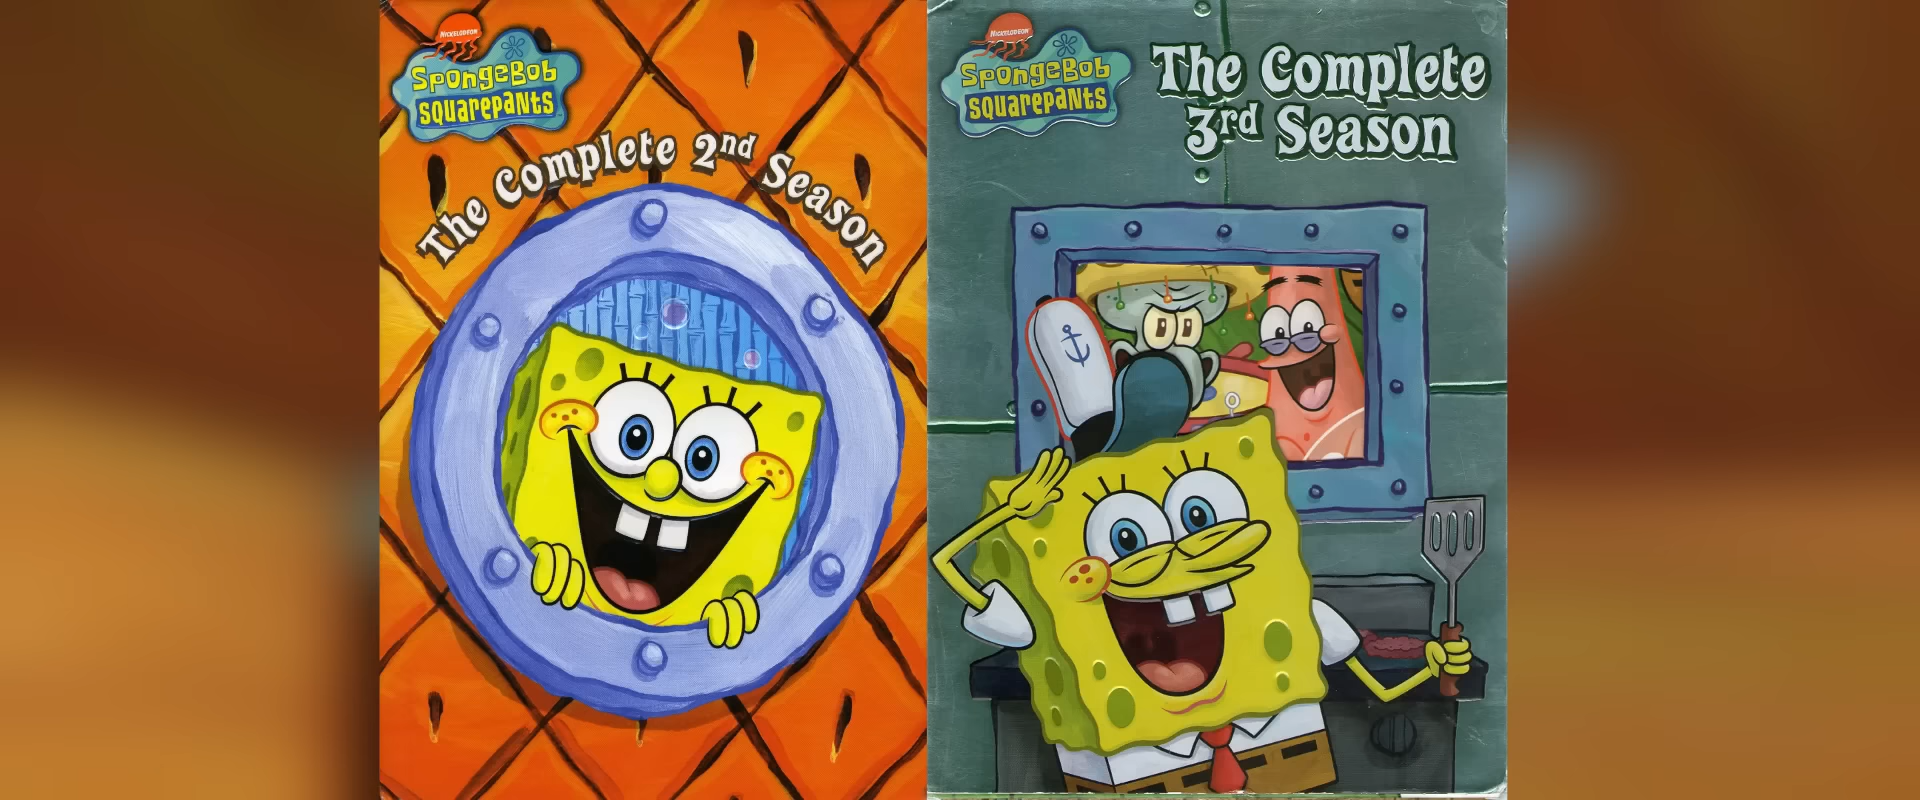 NICKELODEON
SpongeBob
SquarePants
The Complete 2nd Season
NICKELODEON
SpongeBob
SquarePants
The Complete
3rd Season